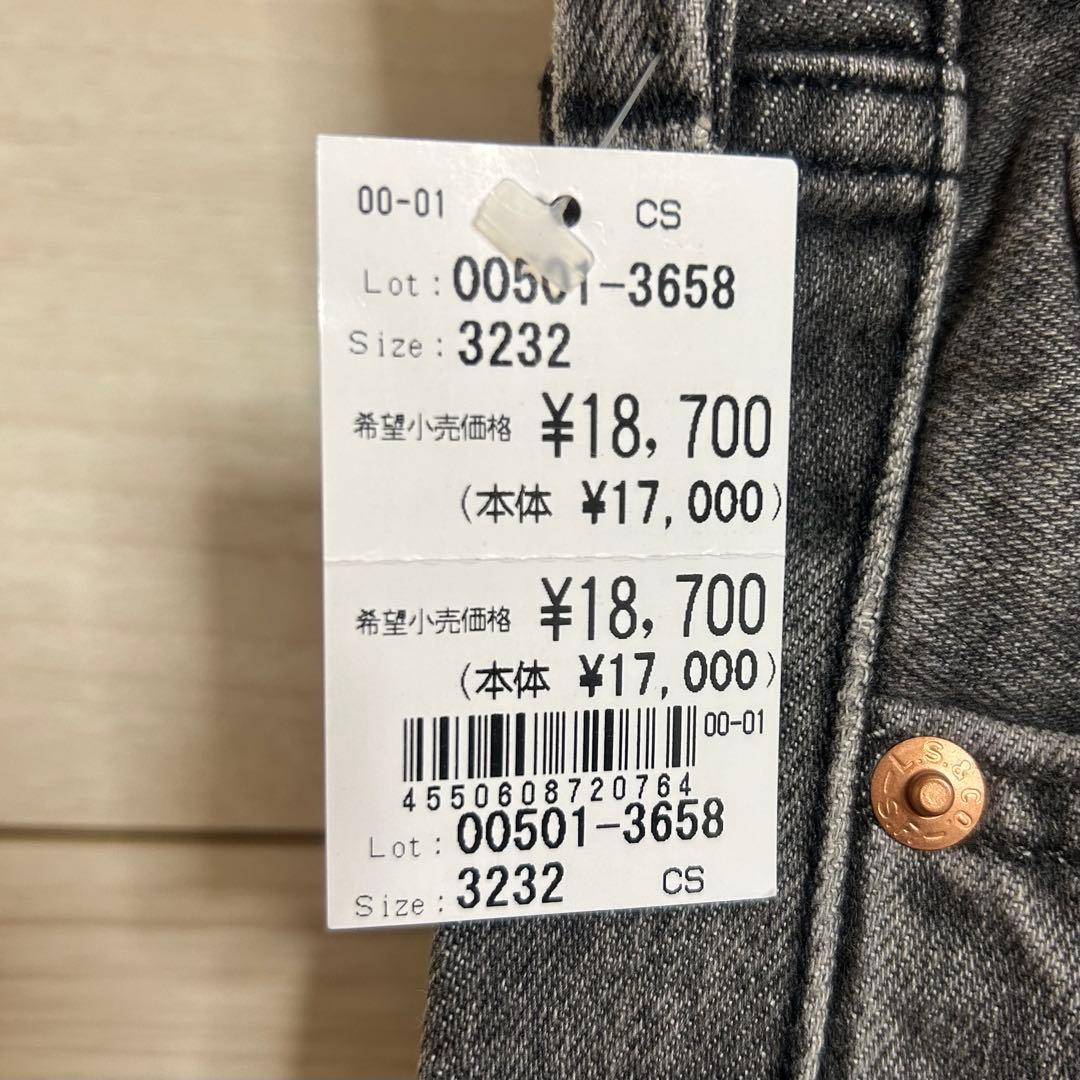 00-01 CS
Lot: 00501-3658
Size: 3232
希望小売価格 ¥18,700
(本体 ¥17,000)
希望小売価格 ¥18,700
(本体 ¥17,000)
00-01
4550608720764
Lot: 00501-3658
Size: 3232 CS
L.S.&CO
S.F.